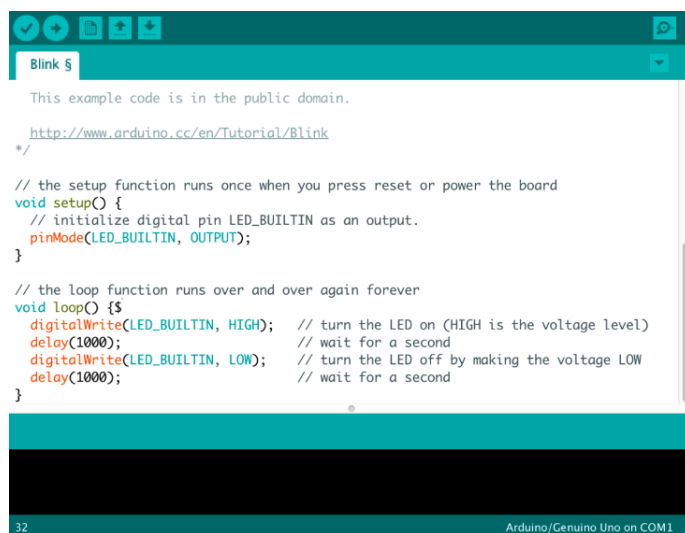 Blink §
This example code is in the public domain.
http://www.arduino.cc/en/Tutorial/Blink
*/
// the setup function runs once when you press reset or power the board
void setup() {
// initialize digital pin LED_BUILTIN as an output.
pinMode(LED_BUILTIN, OUTPUT);
}
// the loop function runs over and over again forever
void loop() {$
digitalWrite(LED_BUILTIN, HIGH);   // turn the LED on (HIGH is the voltage level)
delay(1000);                       // wait for a second
digitalWrite(LED_BUILTIN, LOW);    // turn the LED off by making the voltage LOW
delay(1000);                       // wait for a second
}
32 Arduino/Genuino Uno on COM1